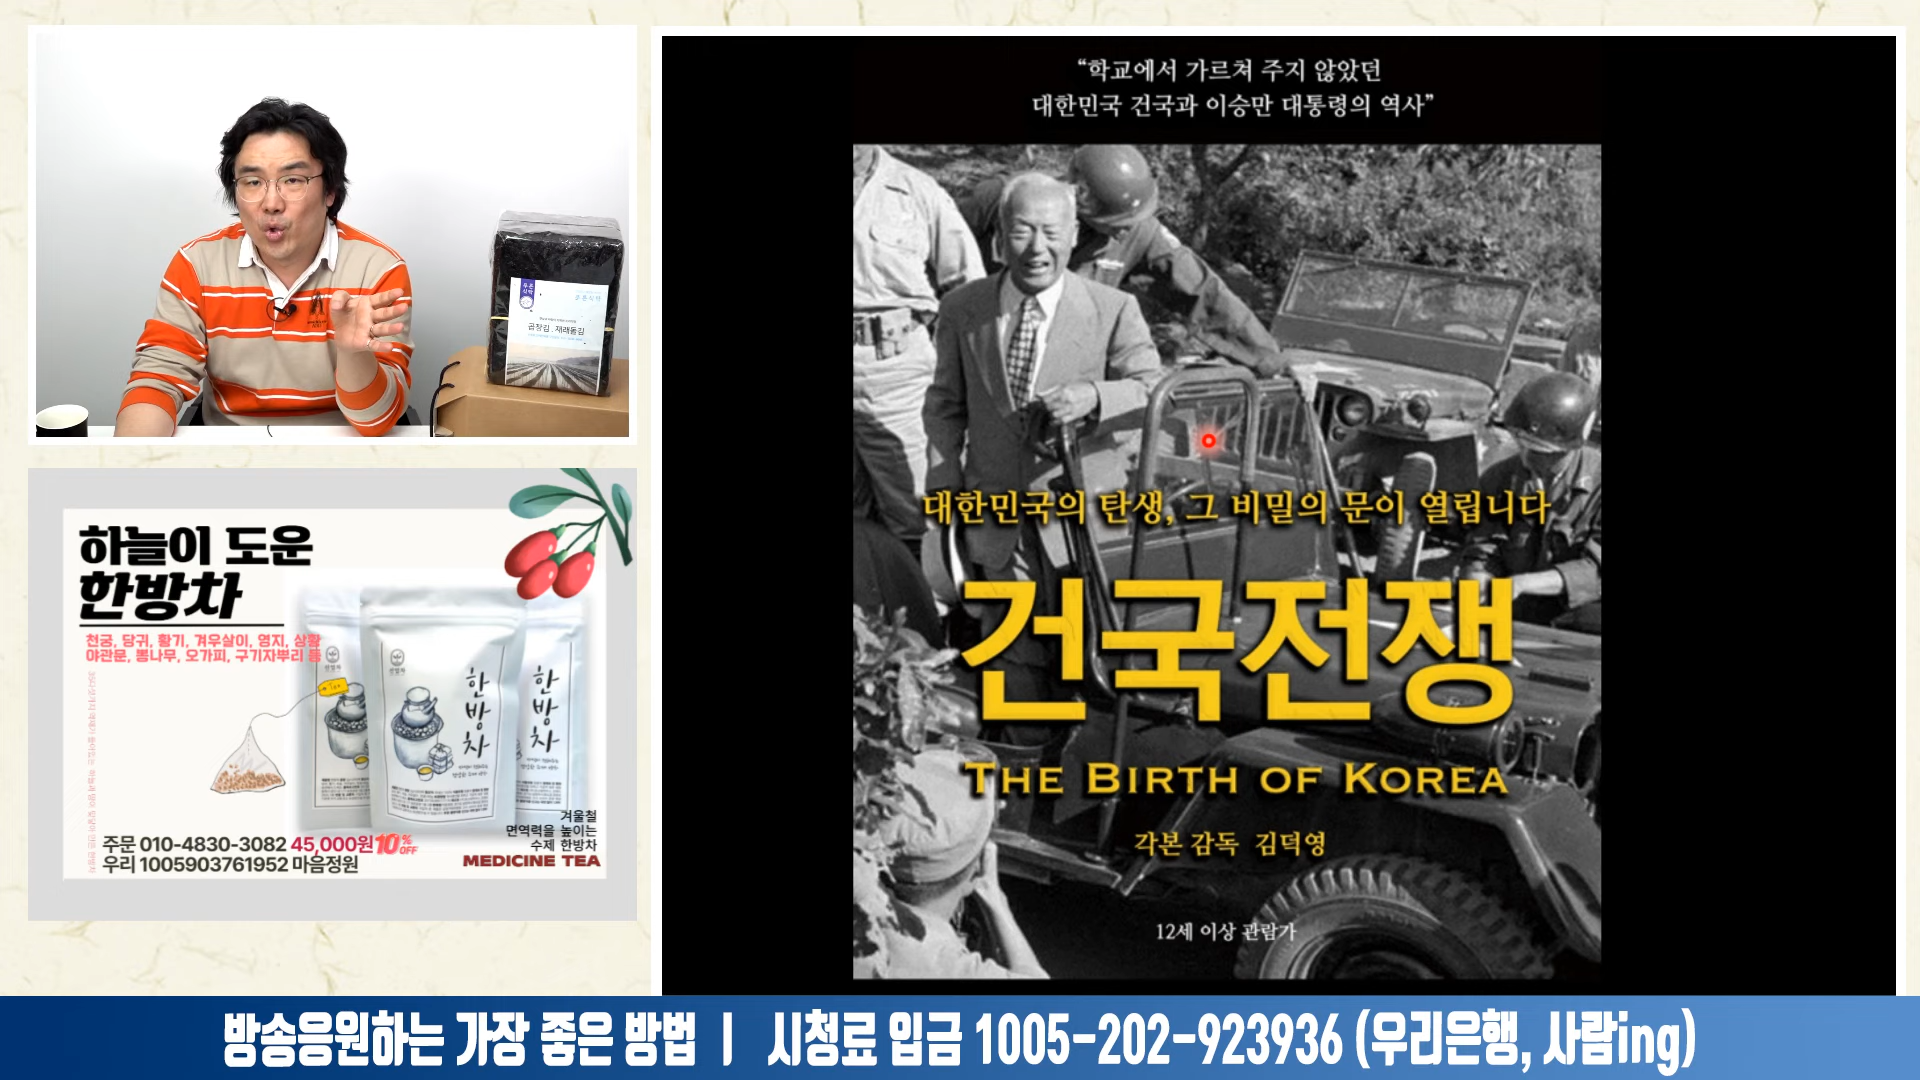 “학교에서 가르쳐 주지 않았던
대한민국 건국과 이승만 대통령의 역사”
대한민국의 탄생, 그 비밀의 문이 열립니다
건국전쟁
THE BIRTH OF KOREA
각본 감독 김덕영
12세 이상 관람가
곱창김 . 재래돌김
하늘이 도운
한방차
천궁, 당귀, 황기, 겨우살이, 영지, 상황
야관문, 뽕나무, 오가피, 구기자뿌리 등
한방차
한방차
겨울철
면역력을 높이는
수제 한방차
MEDICINE TEA
주문 010-4830-3082 45,000원 10% OFF
우리 1005903761952 마음정원
방송응원하는 가장 좋은 방법 | 시청료 입금 1005-202-923936 (우리은행, 사람ing)